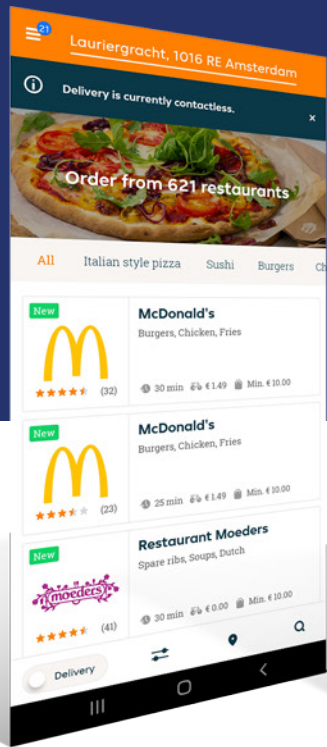 21
Lauriergracht, 1016 RE Amsterdam
Delivery is currently contactless.
×
Order from 621 restaurants
All Italian style pizza Sushi Burgers Ch
New
McDonald's
Burgers, Chicken, Fries
(32) 30 min €1.49 Min. €10.00
New
McDonald's
Burgers, Chicken, Fries
(23) 25 min €1.49 Min. €10.00
New
Restaurant Moeders
Spare ribs, Soups, Dutch
moeders
(41) 30 min €0.00 Min. €10.00
Delivery